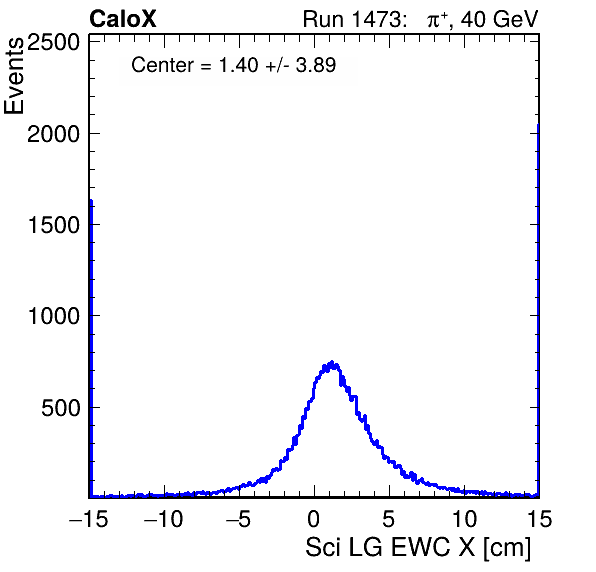 CaloX Run 1473: π⁺, 40 GeV
Events
Center = 1.40 +/- 3.89
2500
2000
1500
1000
500
−15 −10 −5 0 5 10 15
Sci LG EWC X [cm]